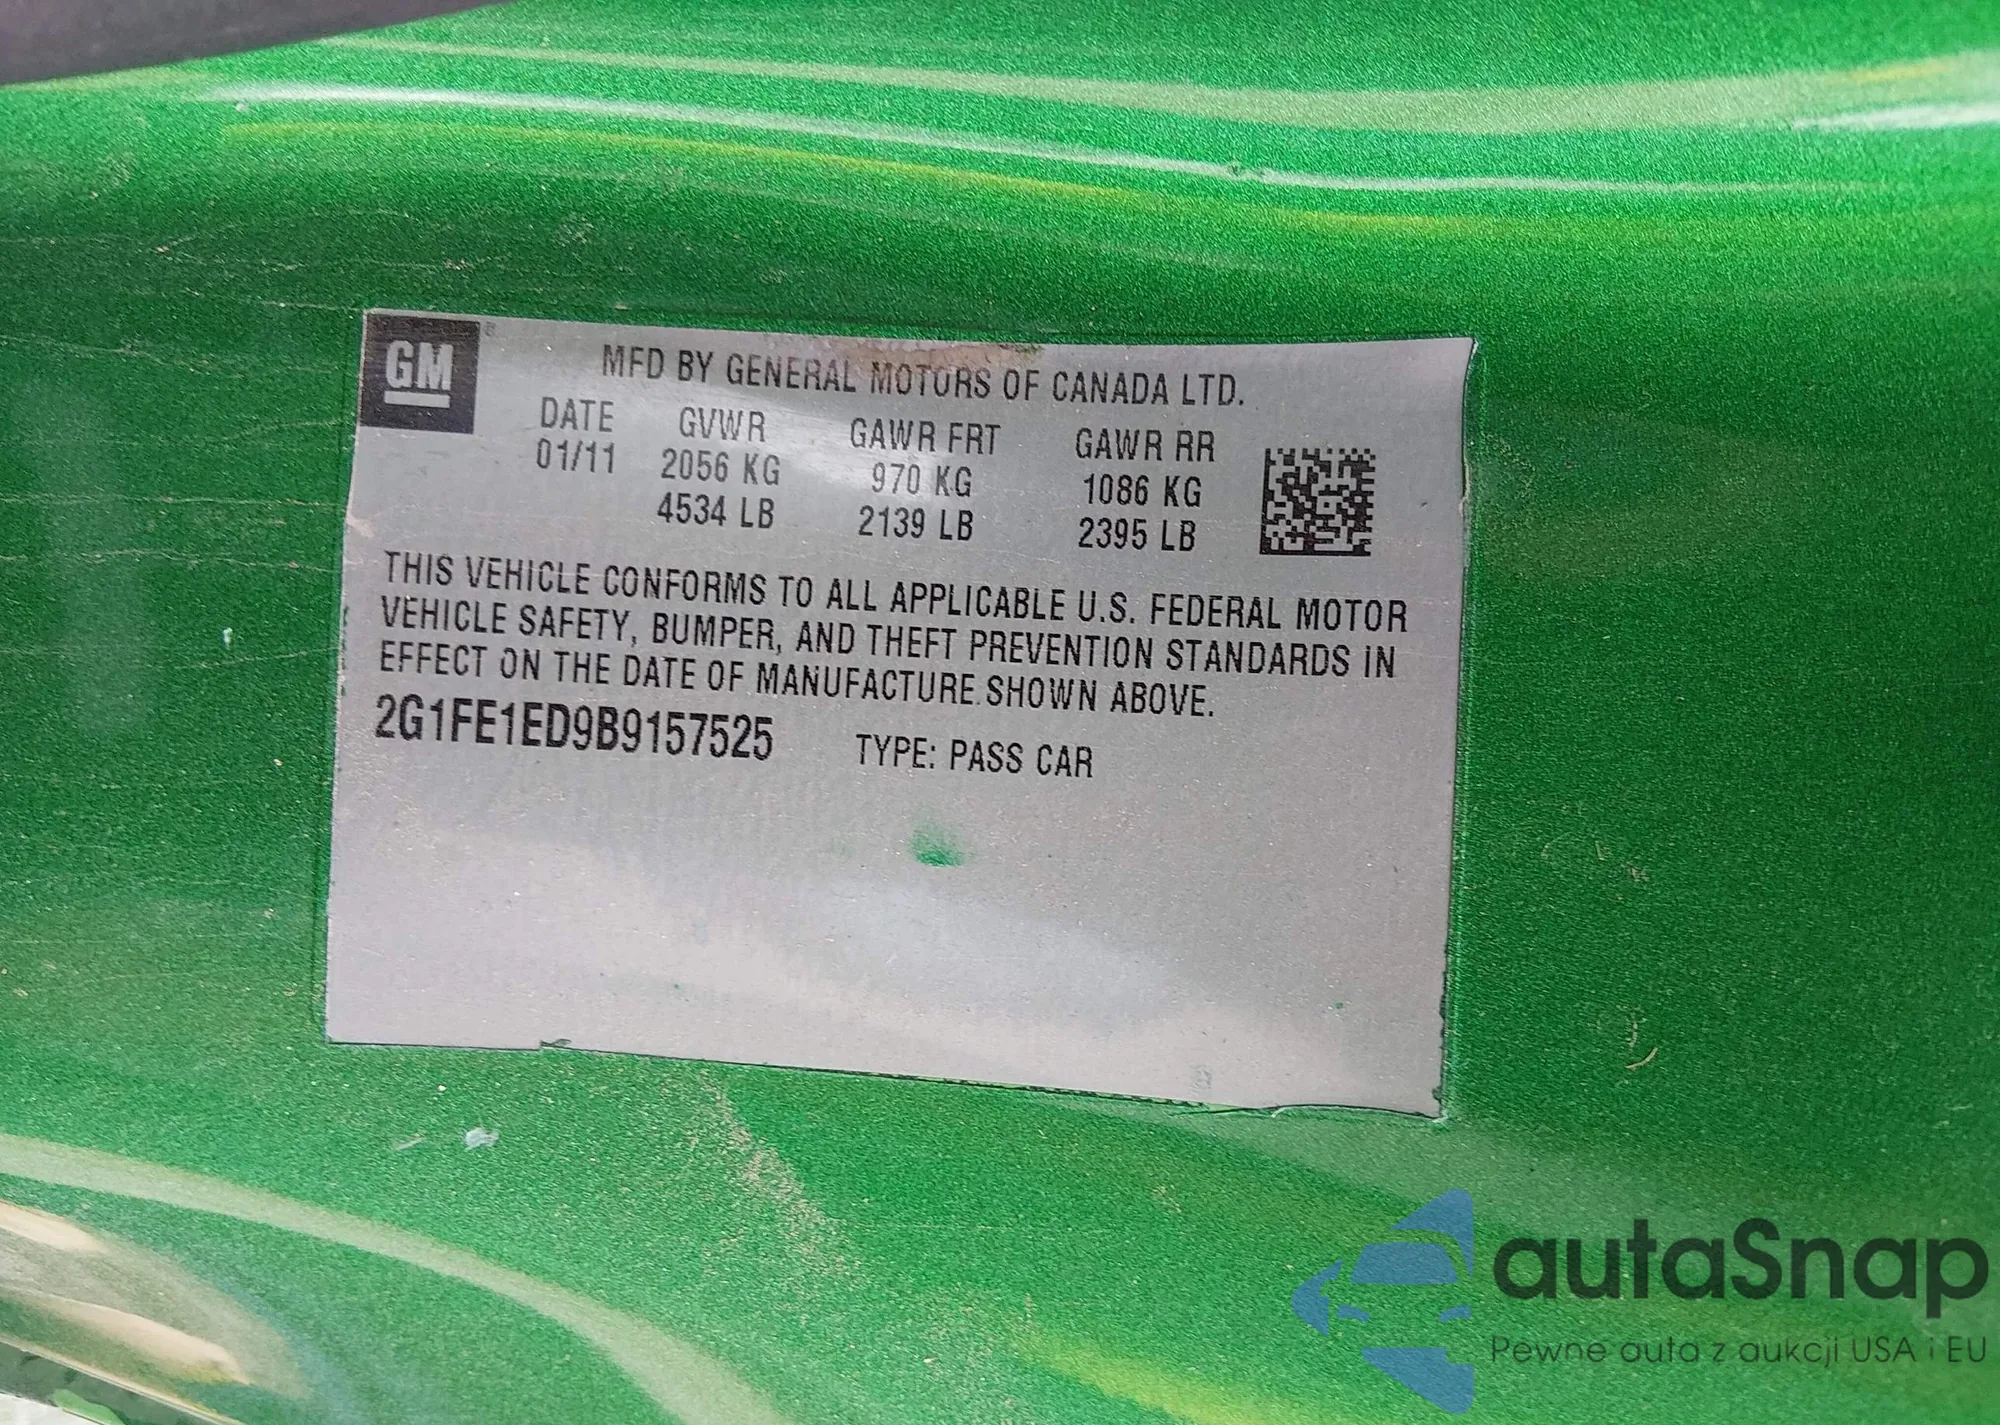 GM
MFD BY GENERAL MOTORS OF CANADA LTD.
DATE GVWR GAWR FRT GAWR RR
01/11 2056 KG 970 KG 1086 KG
4534 LB 2139 LB 2395 LB
THIS VEHICLE CONFORMS TO ALL APPLICABLE U.S. FEDERAL MOTOR
VEHICLE SAFETY, BUMPER, AND THEFT PREVENTION STANDARDS IN
EFFECT ON THE DATE OF MANUFACTURE SHOWN ABOVE.
2G1FE1ED9B9157525 TYPE: PASS CAR
autaSnap
Pewne auta z aukcji USA i EU